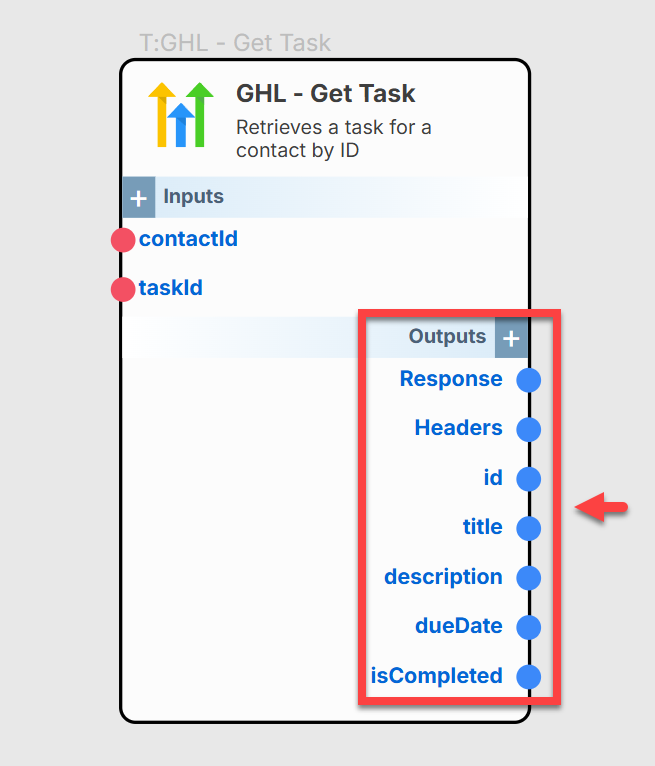 T:GHL - Get Task
GHL - Get Task
Retrieves a task for a
contact by ID
+ Inputs
contactId
taskId
Outputs +
Response
Headers
id
title
description
dueDate
isCompleted